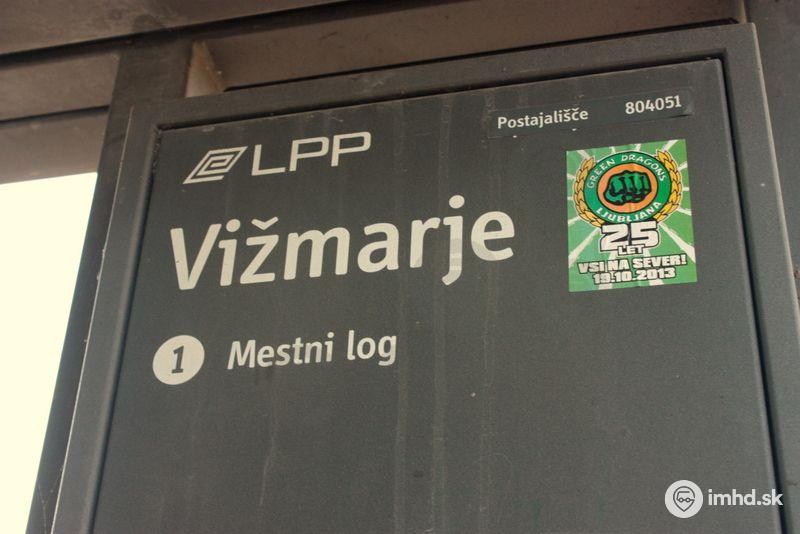 LPP
Postajališče 804051
Vižmarje
1 Mestni log
GREEN DRAGONS
LJUBLJANA
25
LET
VSI NA SEVER!
19.10.2013
imhd.sk